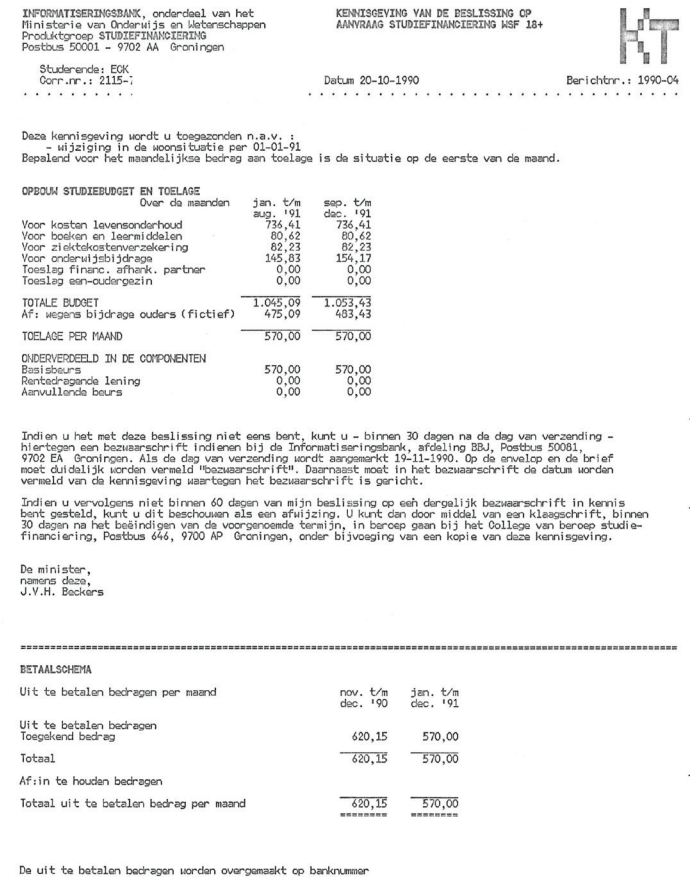 INFORMATISERINGSBANK, onderdeel van het
Ministerie van Onderwijs en Wetenschappen
Produktgroep STUDIEFINANCIERING
Postbus 50001 - 9702 AA Groningen
KENNISGEVING VAN DE BESLISSING OP
AANVRAAG STUDIEFINANCIERING WSF 18+
Studerende: ECK
Corr.nr.: 2115-7
Datum 20-10-1990
Berichtnr.: 1990-04
Deze kennisgeving wordt u toegezonden n.a.v. :
- wijziging in de woonsituatie per 01-01-91
Bepalend voor het maandelijkse bedrag aan toelage is de situatie op de eerste van de maand.
OPBOUW STUDIEBUDGET EN TOELAGE
Over de maanden jan. t/m sep. t/m
aug. '91 dec. '91
Voor kosten levensonderhoud 736,41 736,41
Voor boeken en leermiddelen 80,62 80,62
Voor ziektekostenverzekering 82,23 82,23
Voor onderwijsbijdrage 145,83 154,17
Toeslag financ. afhank. partner 0,00 0,00
Toeslag een-oudergezin 0,00 0,00
TOTALE BUDGET 1.045,09 1.053,43
Af: wegens bijdrage ouders (fictief) 475,09 483,43
TOELAGE PER MAAND 570,00 570,00
ONDERVERDEELD IN DE COMPONENTEN
Basisbeurs 570,00 570,00
Rentedragende lening 0,00 0,00
Aanvullende beurs 0,00 0,00
Indien u het met deze beslissing niet eens bent, kunt u - binnen 30 dagen na de dag van verzending -
hiertegen een bezwaarschrift indienen bij de Informatiseringsbank, afdeling BBJ, Postbus 50081,
9702 EA Groningen. Als de dag van verzending wordt aangemerkt 19-11-1990. Op de envelop en de brief
moet duidelijk worden vermeld "bezwaarschrift". Daarnaast moet in het bezwaarschrift de datum worden
vermeld van de kennisgeving waartegen het bezwaarschrift is gericht.
Indien u vervolgens niet binnen 60 dagen van mijn beslissing op een dergelijk bezwaarschrift in kennis
bent gesteld, kunt u dit beschouwen als een afwijzing. U kunt dan door middel van een klaagschrift, binnen
30 dagen na het beëindigen van de voorgenoemde termijn, in beroep gaan bij het College van beroep studie-
financiering, Postbus 646, 9700 AP Groningen, onder bijvoeging van een kopie van deze kennisgeving.
De minister,
namens deze,
J.V.H. Beckers
BETAALSCHEMA
Uit te betalen bedragen per maand nov. t/m jan. t/m
dec. '90 dec. '91
Uit te betalen bedragen
Toegekend bedrag 620,15 570,00
Totaal 620,15 570,00
Af:in te houden bedragen
Totaal uit te betalen bedrag per maand 620,15 570,00
De uit te betalen bedragen worden overgemaakt op banknummer